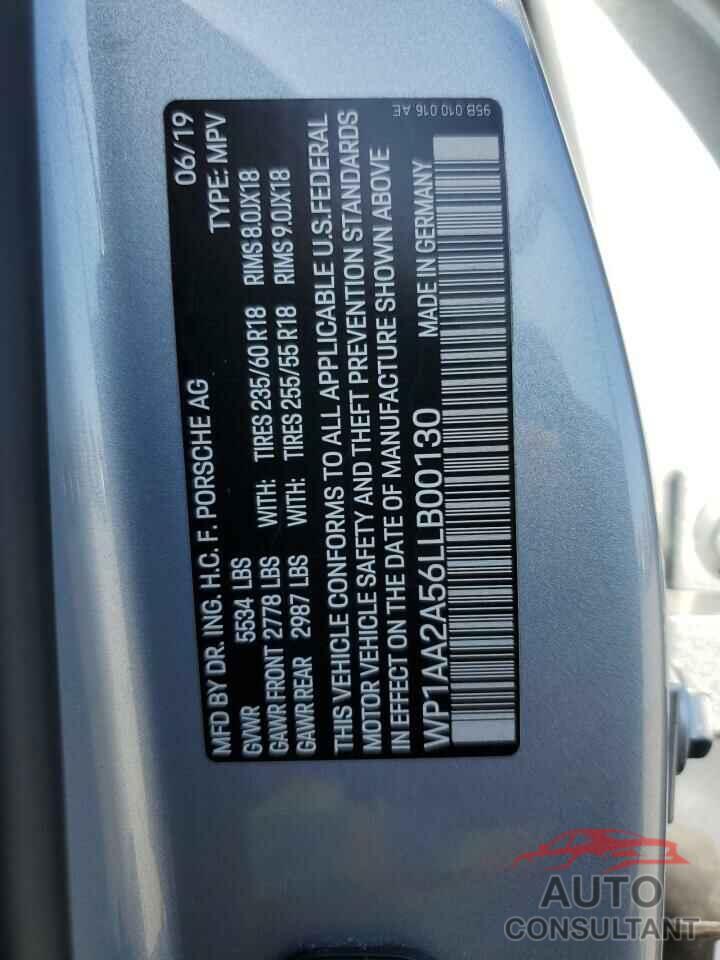 95B 010 016 AE
MFD BY DR. ING. H.C. F. PORSCHE AG 06/19
GVWR 5534 LBS TYPE: MPV
GAWR FRONT 2778 LBS WITH: TIRES 235/60 R18 RIMS 8.0JX18
GAWR REAR 2987 LBS WITH: TIRES 255/55 R18 RIMS 9.0JX18
THIS VEHICLE CONFORMS TO ALL APPLICABLE U.S. FEDERAL
MOTOR VEHICLE SAFETY AND THEFT PREVENTION STANDARDS
IN EFFECT ON THE DATE OF MANUFACTURE SHOWN ABOVE
WP1AA2A56LLB00130 MADE IN GERMANY
AUTO
CONSULTANT